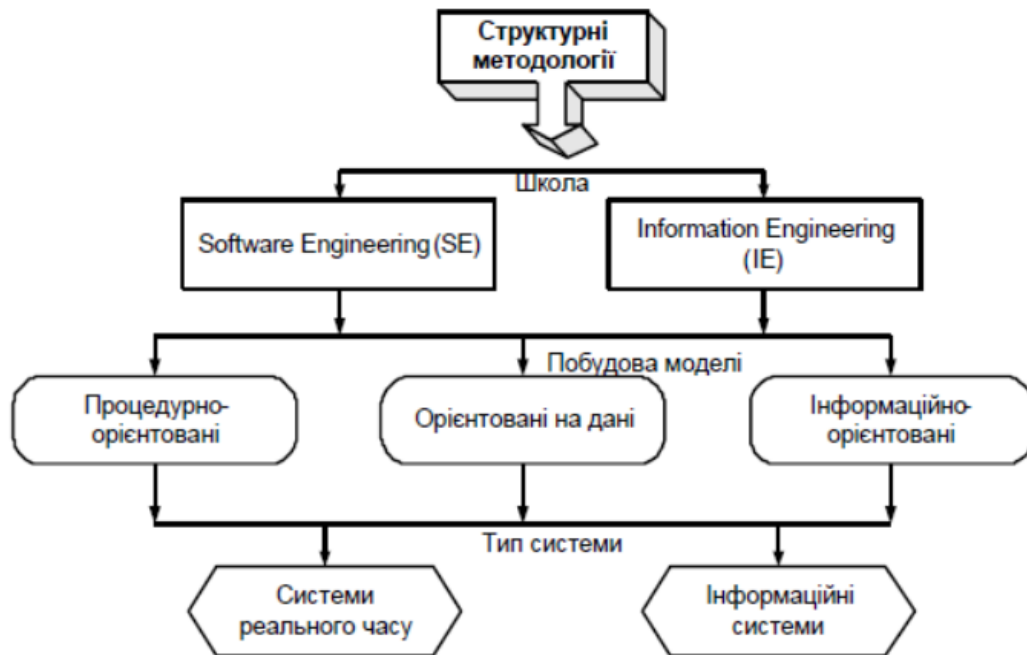 Структурні
методології
Школа
Software Engineering (SE)
Information Engineering
(IE)
Побудова моделі
Процедурно-
орієнтовані
Орієнтовані на дані
Інформаційно-
орієнтовані
Тип системи
Системи
реального часу
Інформаційні
системи